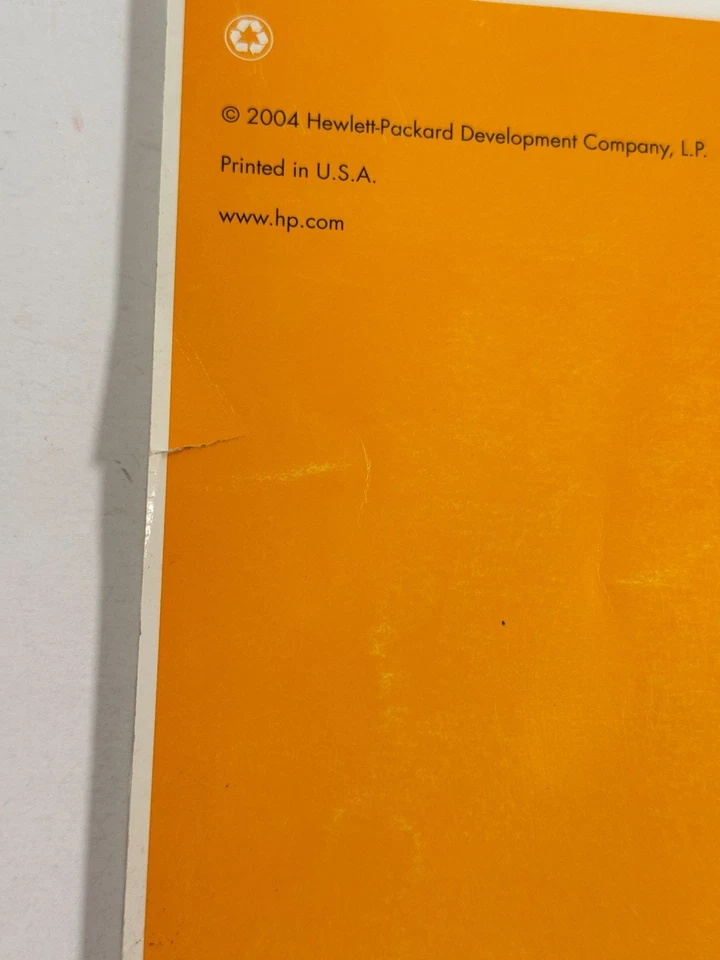 © 2004 Hewlett-Packard Development Company, L.P.
Printed in U.S.A.
www.hp.com